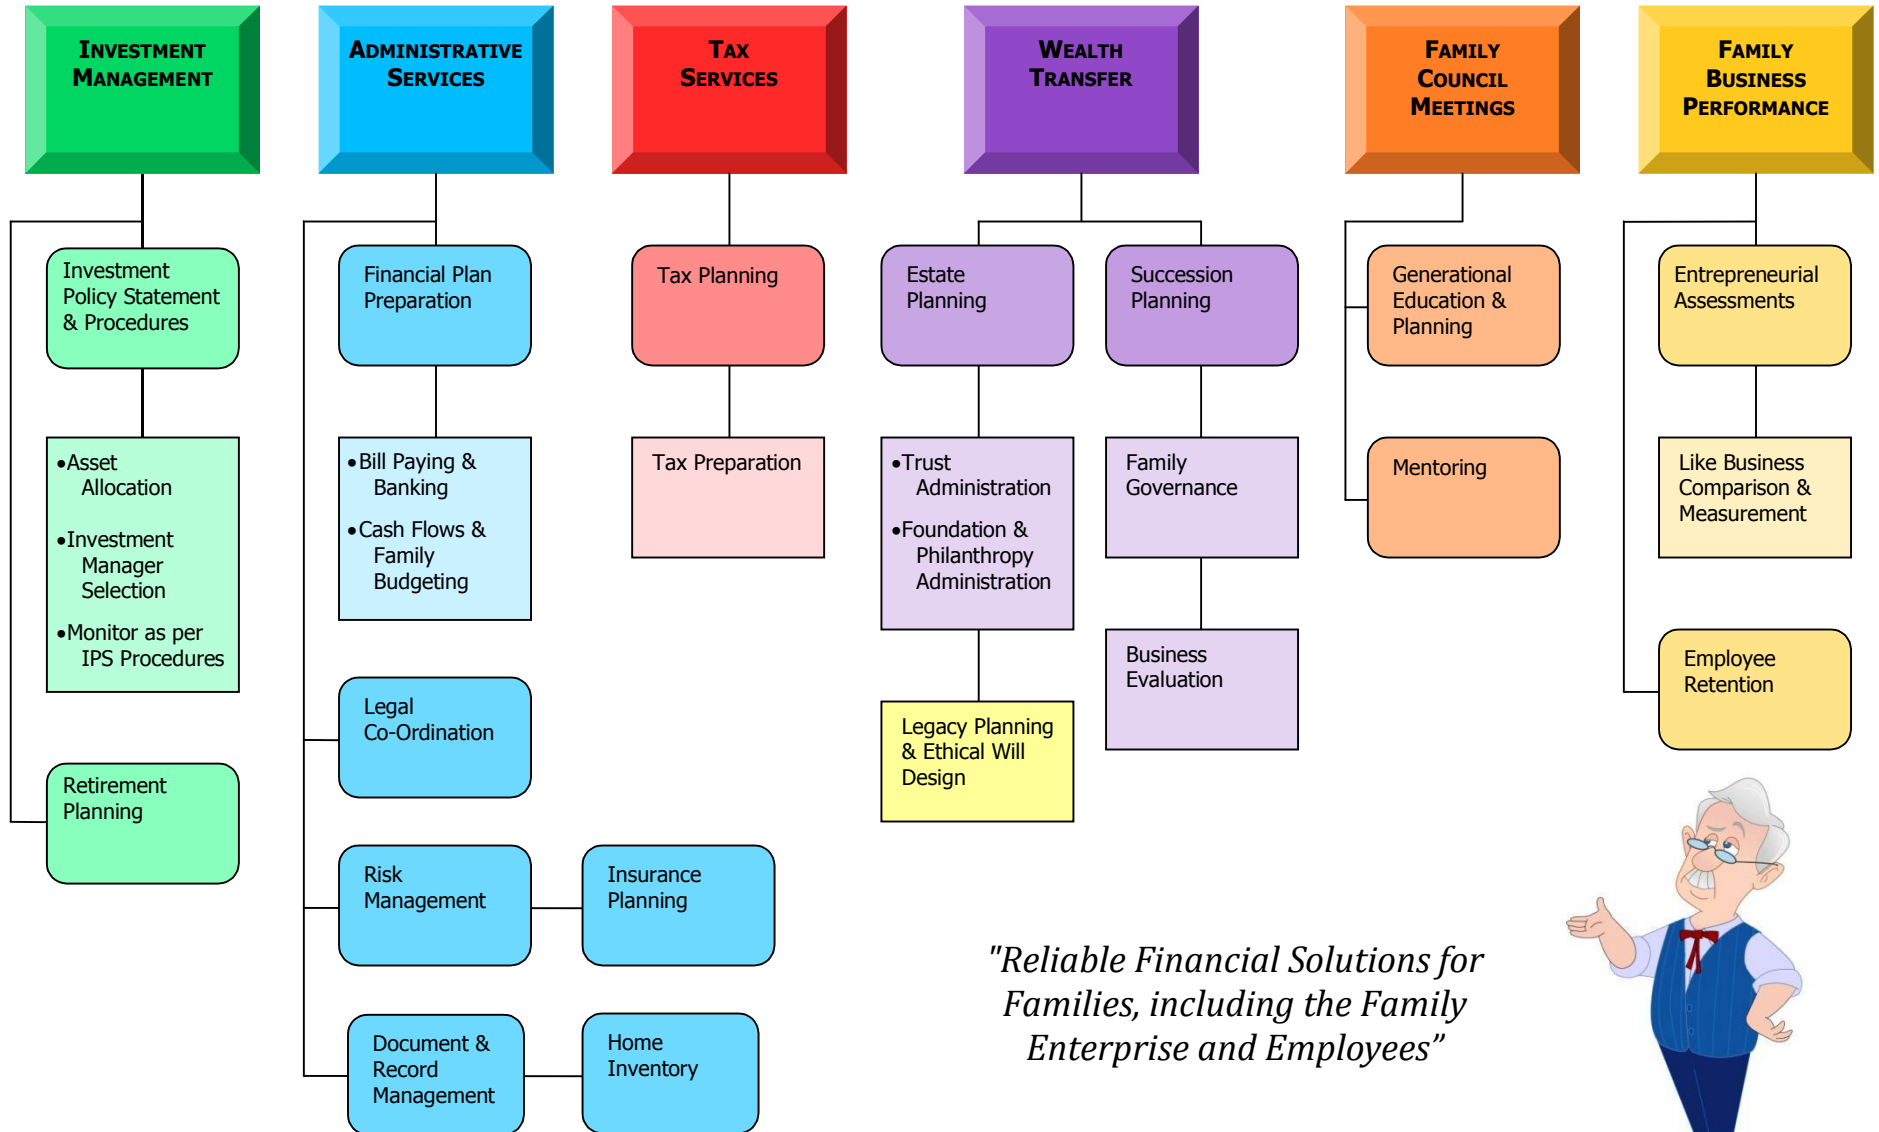 INVESTMENT
MANAGEMENT
ADMINISTRATIVE
SERVICES
TAX
SERVICES
WEALTH
TRANSFER
FAMILY
COUNCIL
MEETINGS
FAMILY
BUSINESS
PERFORMANCE
Investment
Policy Statement
& Procedures
Financial Plan
Preparation
Tax Planning
Estate
Planning
Succession
Planning
Generational
Education &
Planning
Entrepreneurial
Assessments
•Asset
Allocation
•Investment
Manager
Selection
•Monitor as per
IPS Procedures
•Bill Paying &
Banking
•Cash Flows &
Family
Budgeting
Tax Preparation
•Trust
Administration
•Foundation &
Philanthropy
Administration
Family
Governance
Mentoring
Like Business
Comparison &
Measurement
Legal
Co-Ordination
Business
Evaluation
Employee
Retention
Legacy Planning
& Ethical Will
Design
Retirement
Planning
Risk
Management
Insurance
Planning
Document &
Record
Management
Home
Inventory
"Reliable Financial Solutions for
Families, including the Family
Enterprise and Employees”